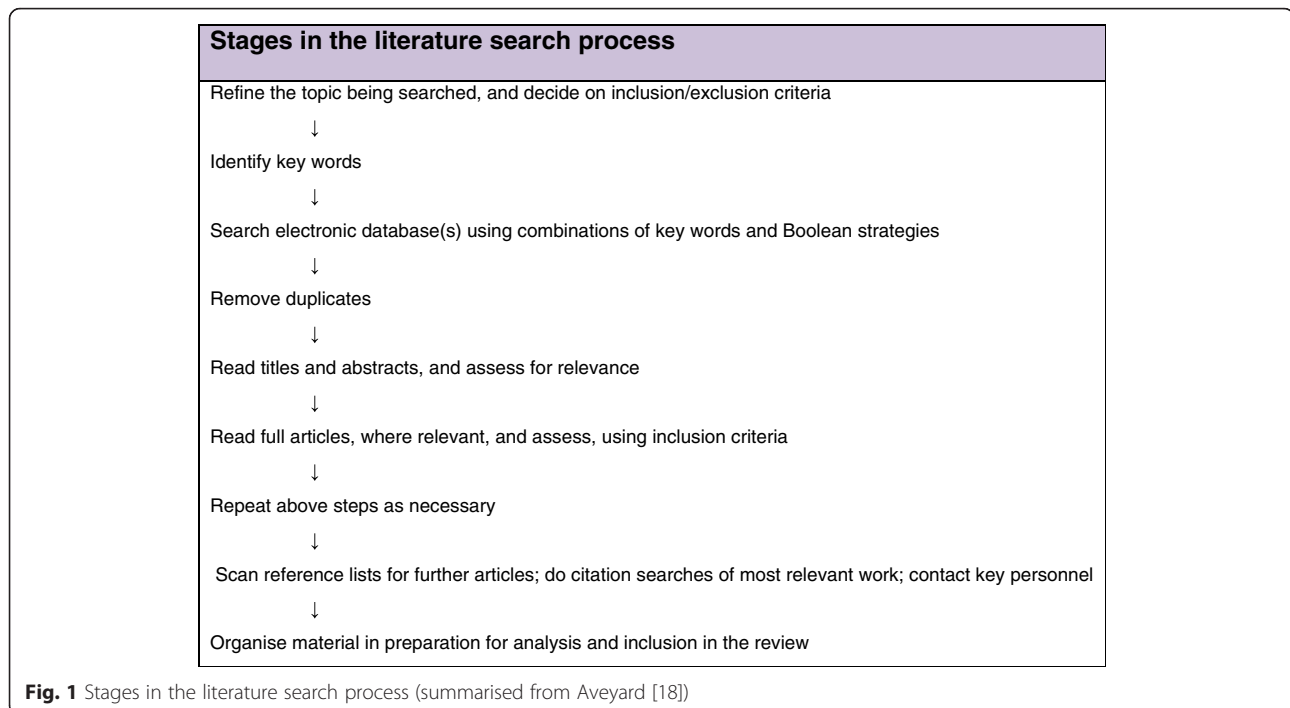 Stages in the literature search process
Refine the topic being searched, and decide on inclusion/exclusion criteria
↓
Identify key words
↓
Search electronic database(s) using combinations of key words and Boolean strategies
↓
Remove duplicates
↓
Read titles and abstracts, and assess for relevance
↓
Read full articles, where relevant, and assess, using inclusion criteria
↓
Repeat above steps as necessary
↓
Scan reference lists for further articles; do citation searches of most relevant work; contact key personnel
↓
Organise material in preparation for analysis and inclusion in the review
Fig. 1 Stages in the literature search process (summarised from Aveyard [18])